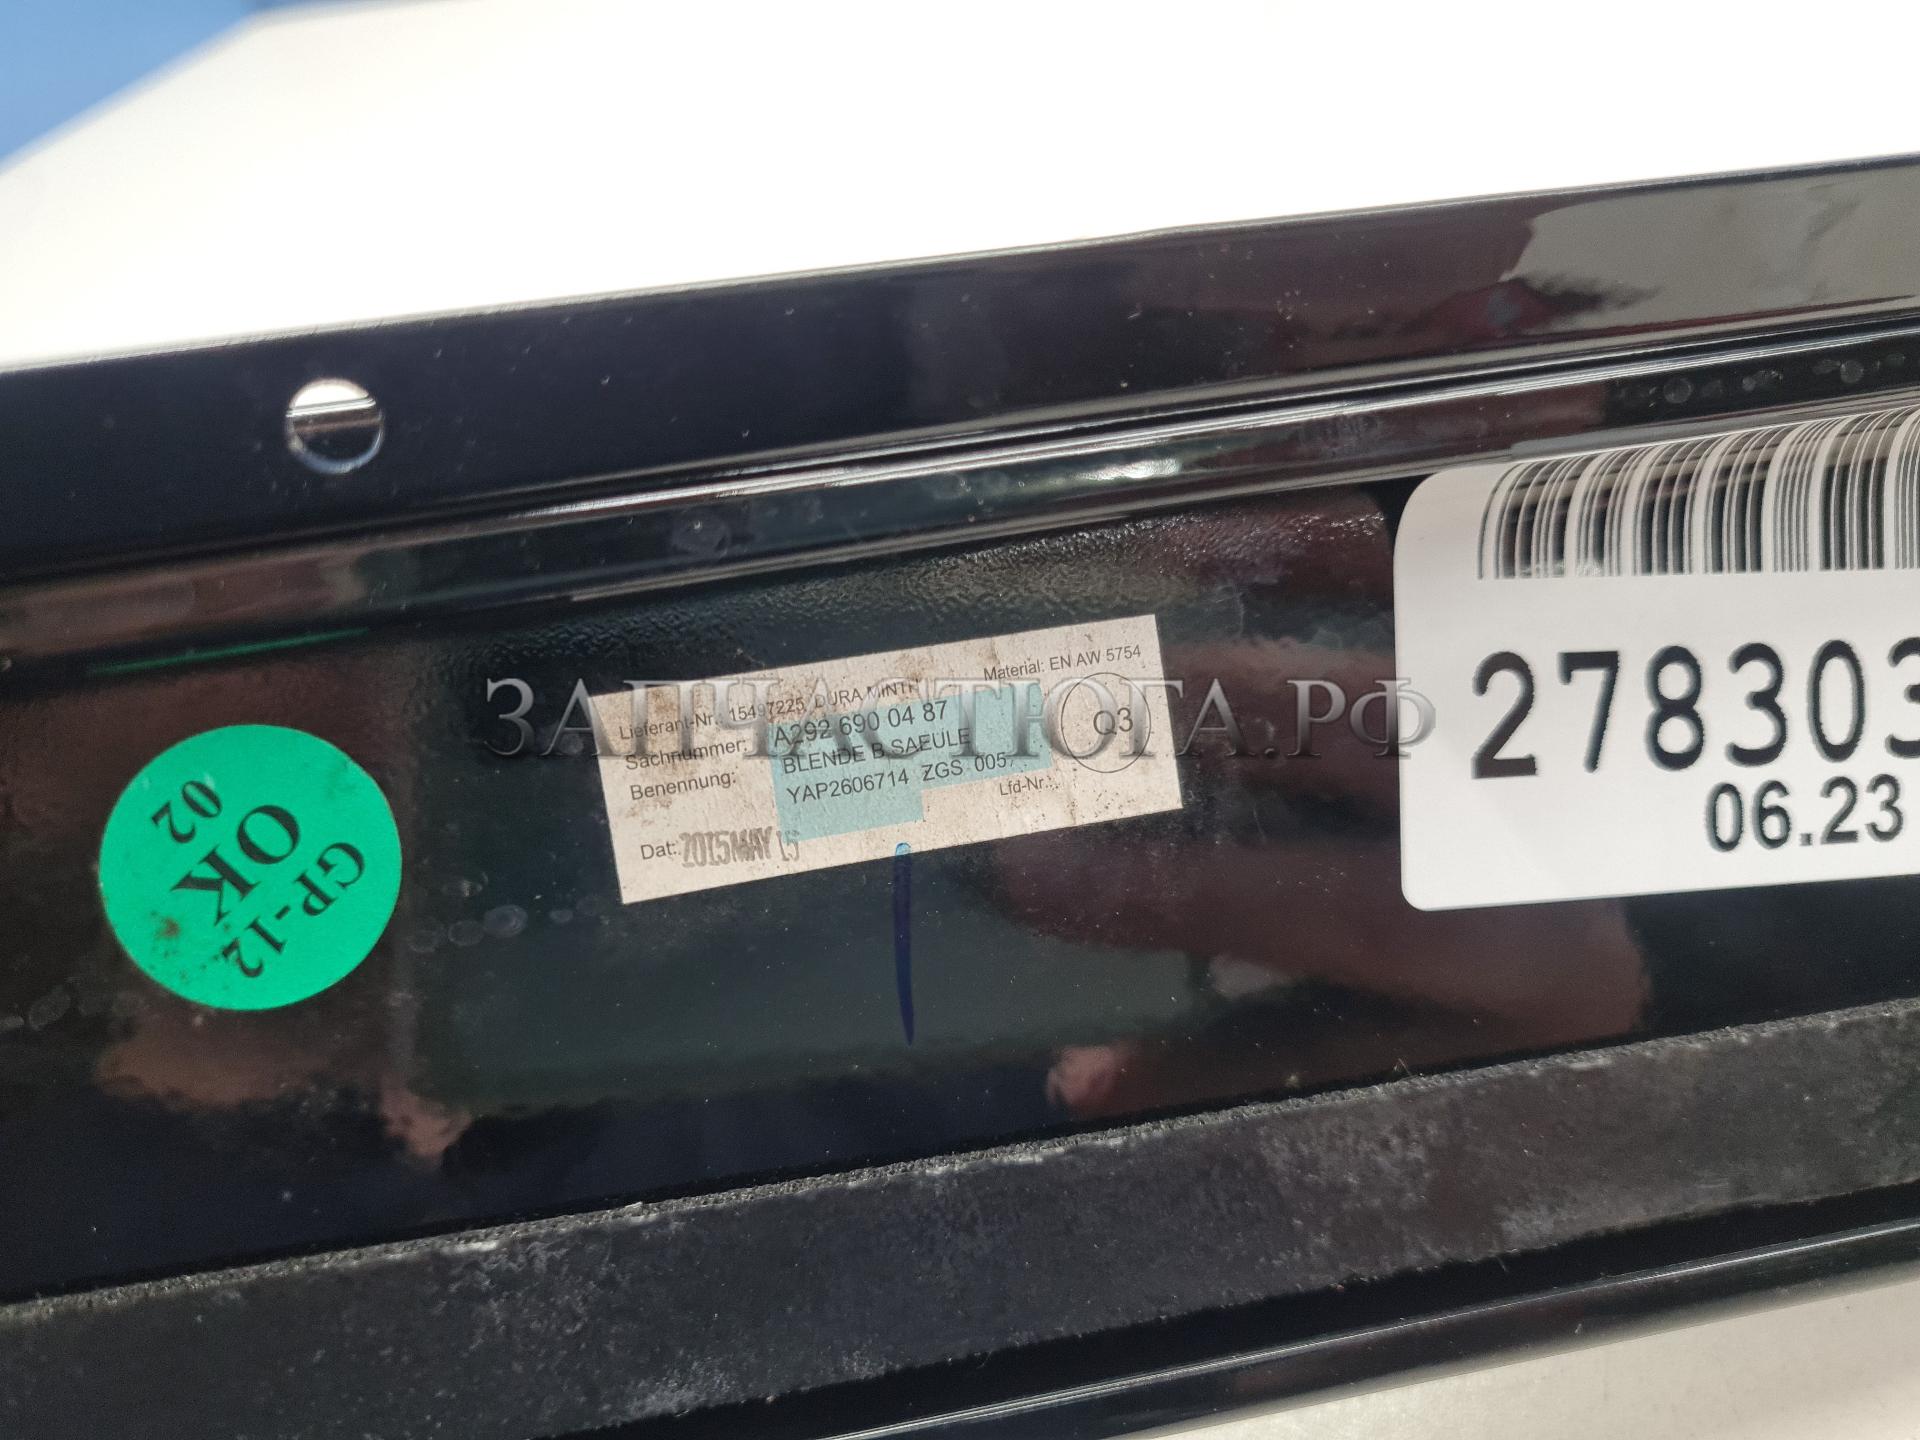 Lieferant-Nr.: 15497225 DURA MINTH
Material: EN AW 5754
Sachnummer: A292 690 04 87
Benennung: BLENDE B.SAEULE
YAP2606714 ZGS 005
Lfd-Nr.:
Q3
Dat: 2015MAY 15
GP-12
OK
02
278303
06.23
ЗАПЧАСТЮГА.РФ